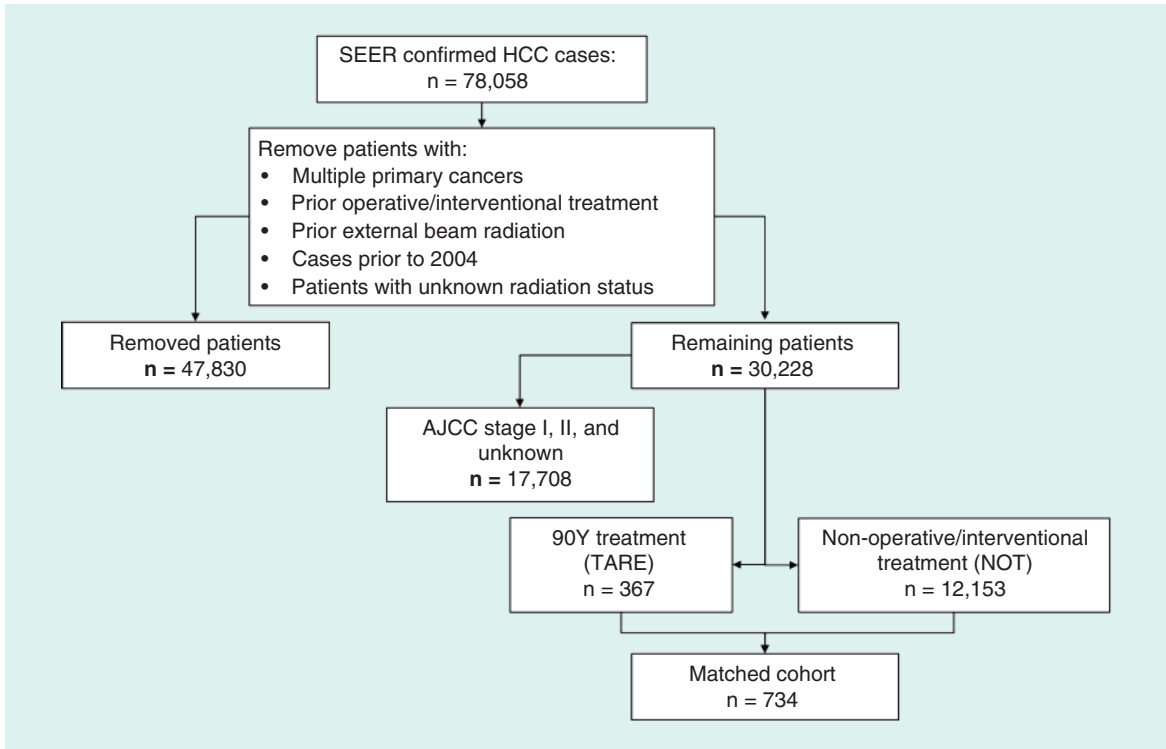 SEER confirmed HCC cases:
n = 78,058
Remove patients with:
• Multiple primary cancers
• Prior operative/interventional treatment
• Prior external beam radiation
• Cases prior to 2004
• Patients with unknown radiation status
Removed patients
n = 47,830
Remaining patients
n = 30,228
AJCC stage I, II, and
unknown
n = 17,708
90Y treatment
(TARE)
n = 367
Non-operative/interventional
treatment (NOT)
n = 12,153
Matched cohort
n = 734